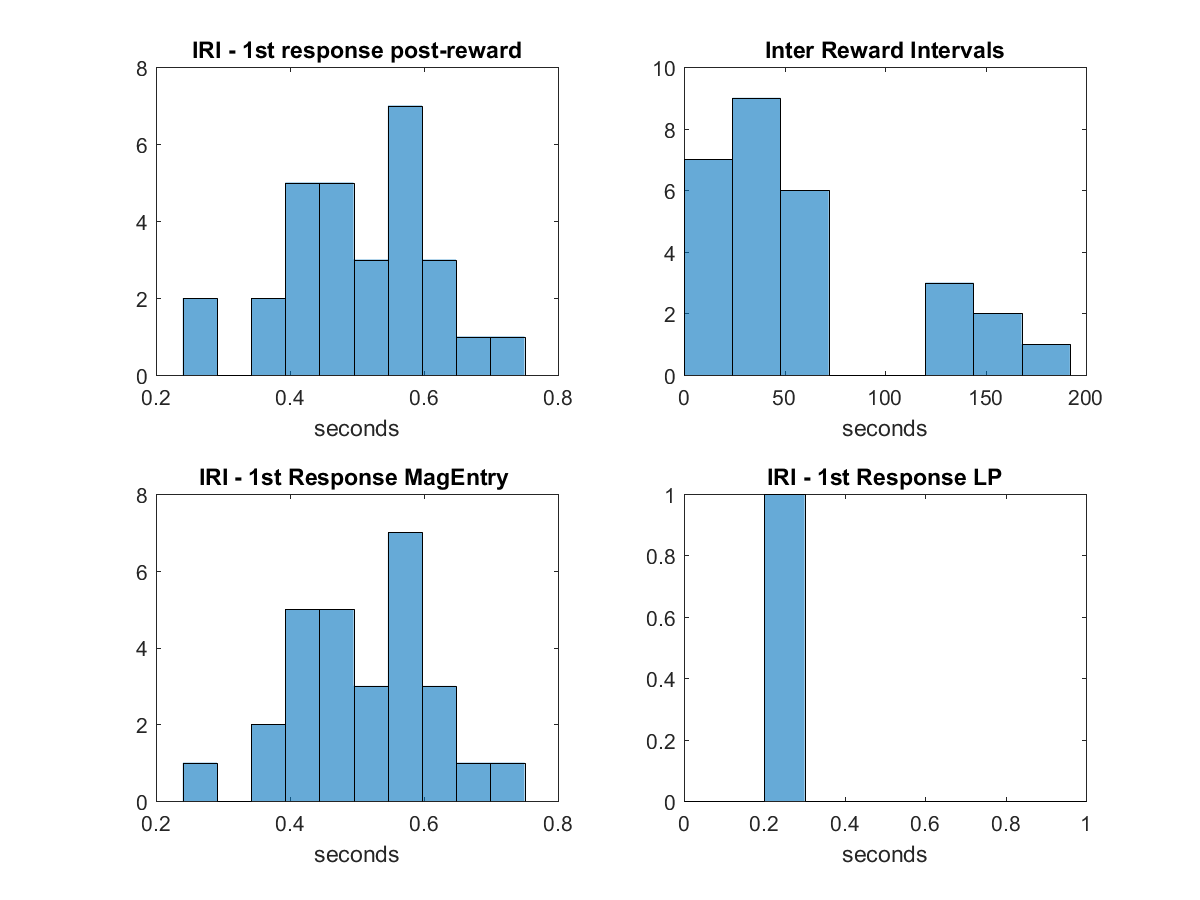 IRI - 1st response post-reward
8
6
4
2
0
0.2 0.4 0.6 0.8
seconds
Inter Reward Intervals
10
8
6
4
2
0
0 50 100 150 200
seconds
IRI - 1st Response MagEntry
8
6
4
2
0
0.2 0.4 0.6 0.8
seconds
IRI - 1st Response LP
1
0.8
0.6
0.4
0.2
0
0 0.2 0.4 0.6 0.8 1
seconds